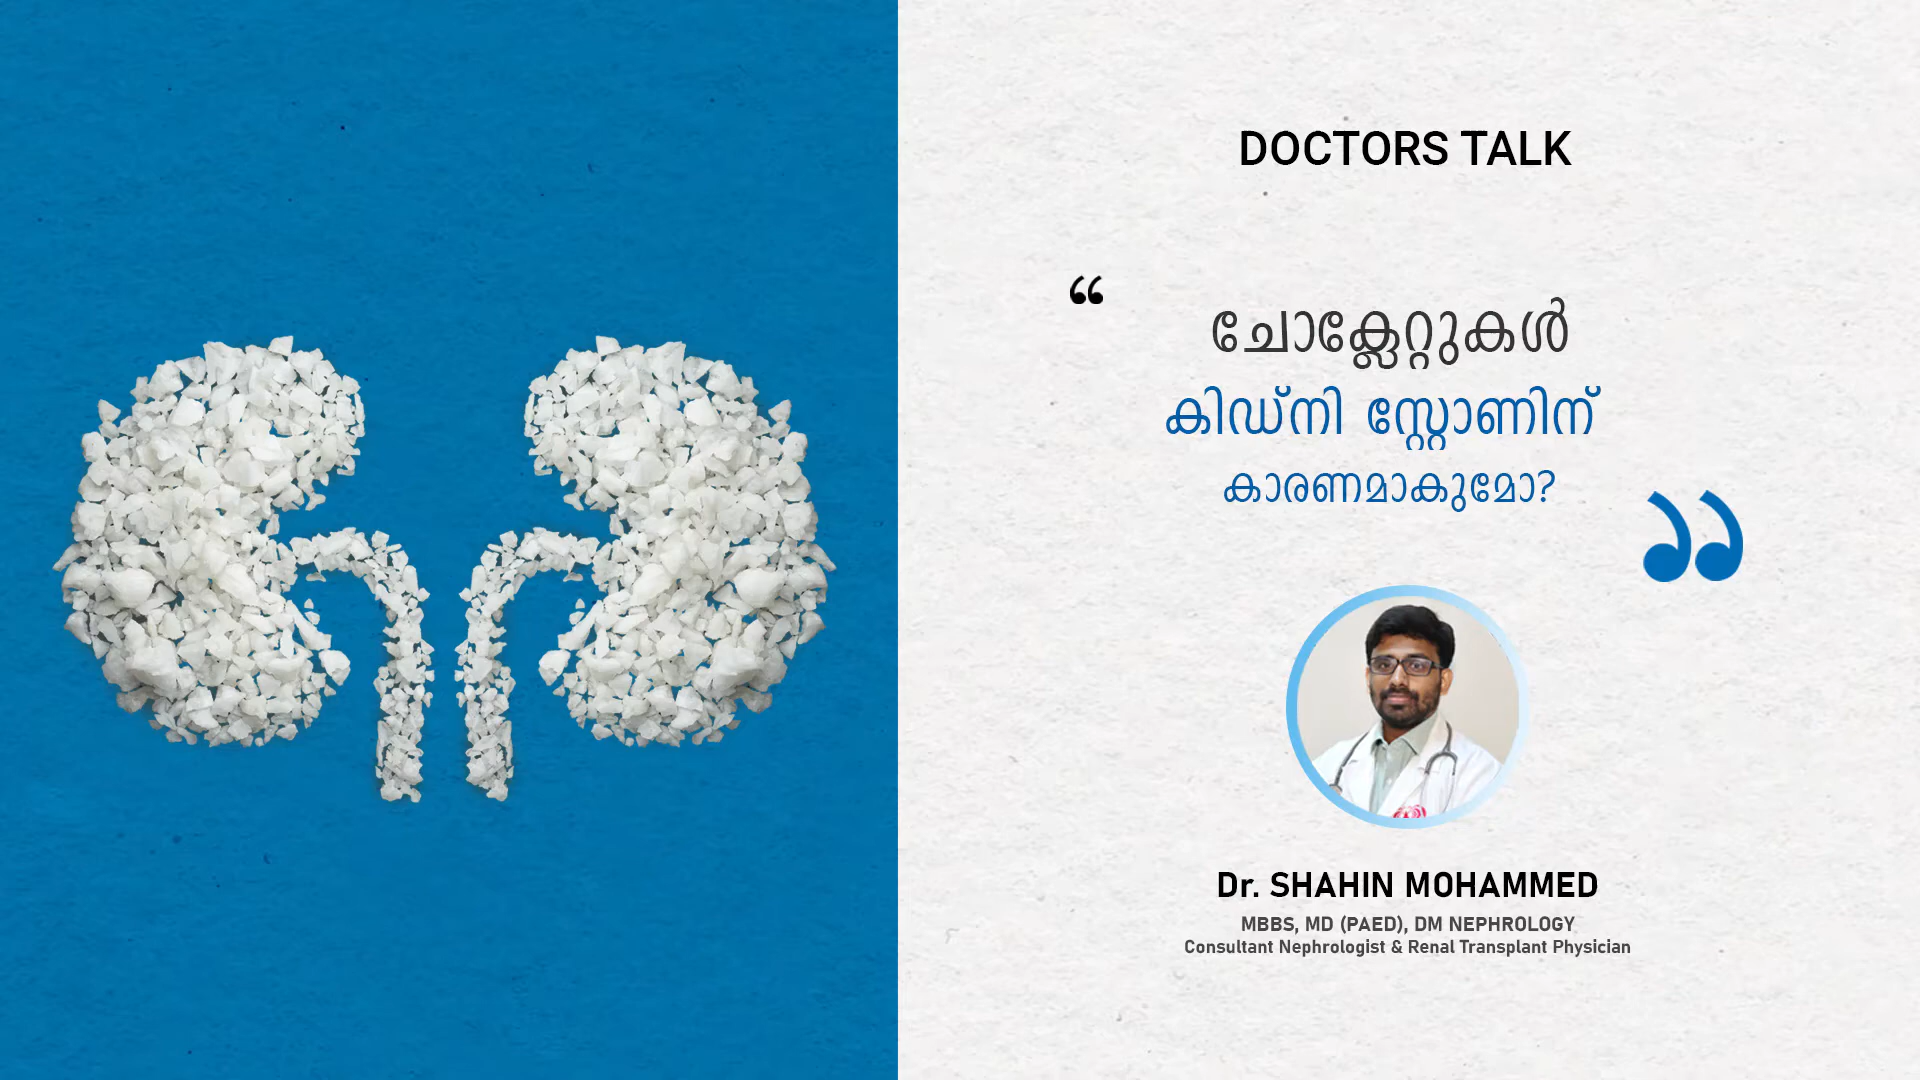 DOCTORS TALK
“
ചോക്ലേറ്റുകൾ
കിഡ്നി സ്റ്റോണിന്
കാരണമാകുമോ?
”
Dr. SHAHIN MOHAMMED
MBBS, MD (PAED), DM NEPHROLOGY
Consultant Nephrologist & Renal Transplant Physician